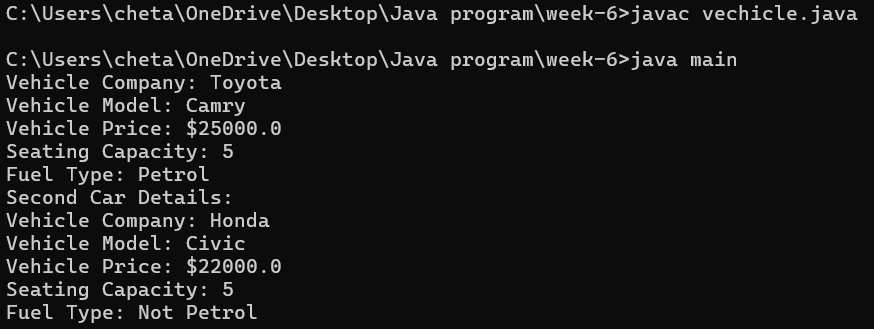 C:\Users\cheta\OneDrive\Desktop\Java program\week-6>javac vechicle.java
C:\Users\cheta\OneDrive\Desktop\Java program\week-6>java main
Vehicle Company: Toyota
Vehicle Model: Camry
Vehicle Price: $25000.0
Seating Capacity: 5
Fuel Type: Petrol
Second Car Details:
Vehicle Company: Honda
Vehicle Model: Civic
Vehicle Price: $22000.0
Seating Capacity: 5
Fuel Type: Not Petrol